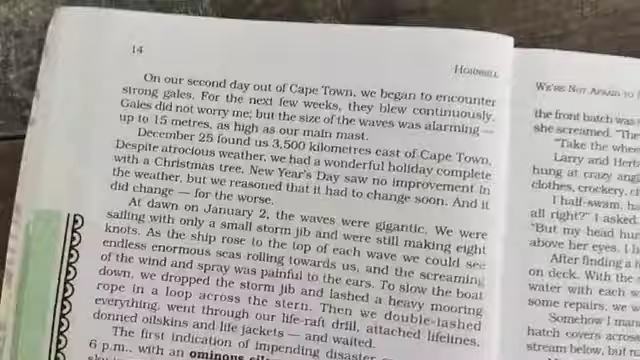 14
HORNBILL
On our second day out of Cape Town, we began to encounter
strong gales. For the next few weeks, they blew continuously.
Gales did not worry me; but the size of the waves was alarming —
up to 15 metres, as high as our main mast.
December 25 found us 3,500 kilometres east of Cape Town.
Despite atrocious weather, we had a wonderful holiday complete
with a Christmas tree. New Year's Day saw no improvement in
the weather, but we reasoned that it had to change soon. And it
did change — for the worse.
At dawn on January 2, the waves were gigantic. We were
sailing with only a small storm jib and were still making eight
knots. As the ship rose to the top of each wave we could see
endless enormous seas rolling towards us, and the screaming
of the wind and spray was painful to the ears. To slow the boat
down, we dropped the storm jib and lashed a heavy mooring
rope in a loop across the stern. Then we double-lashed
everything, went through our life-raft drill, attached lifelines,
donned oilskins and life jackets — and waited.
The first indication of impending disaster
6 p.m., with an ominous
WE'RE NOT AFRAID TO
the front batch was
she screamed. "The
"Take the whee
Larry and Herb
hung at crazy angl
clothes, crockery, c
I half-swam, ha
all right?" I asked
"But my head hur
above her eyes. I h
After finding a h
on deck. With the s
water with each w
some repairs, we w
Somehow I man
hatch covers across
stream below, but n